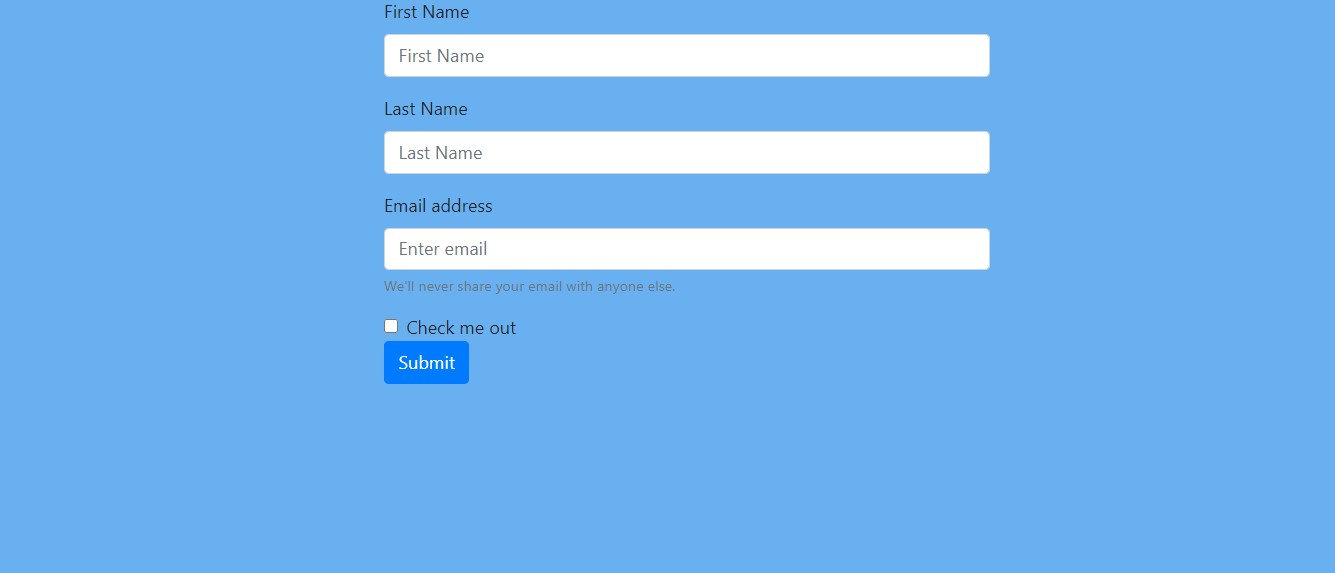 First Name
First Name
Last Name
Last Name
Email address
Enter email
We'll never share your email with anyone else.
Check me out
Submit